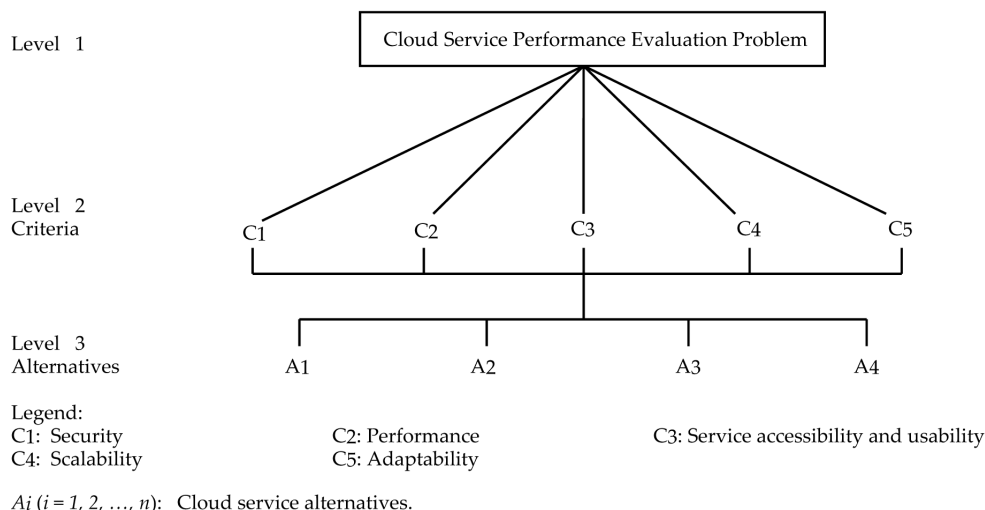 Level 1
Cloud Service Performance Evaluation Problem
Level 2
Criteria
C1
C2
C3
C4
C5
Level 3
Alternatives
A1
A2
A3
A4
Legend:
C1: Security
C2: Performance
C3: Service accessibility and usability
C4: Scalability
C5: Adaptability
Ai (i = 1, 2, …, n): Cloud service alternatives.